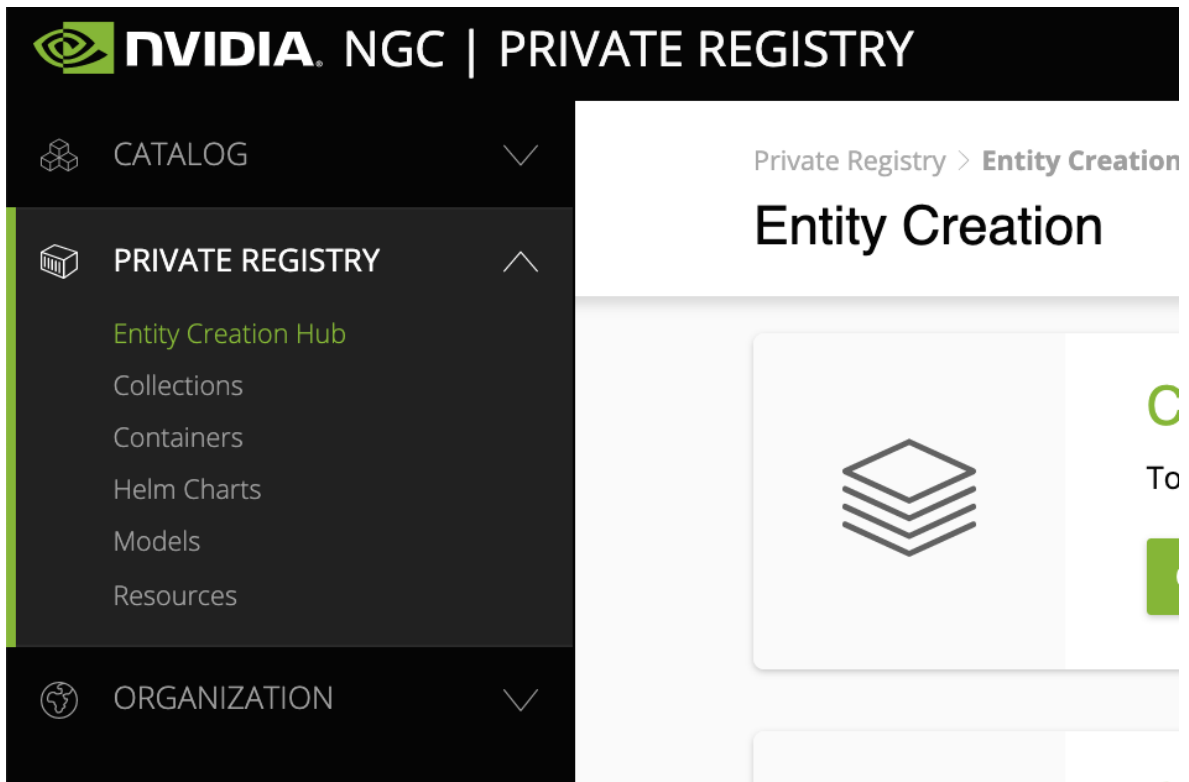 NVIDIA. NGC | PRIVATE REGISTRY
CATALOG
PRIVATE REGISTRY
Entity Creation Hub
Collections
Containers
Helm Charts
Models
Resources
ORGANIZATION
Private Registry > Entity Creation
Entity Creation
C
To